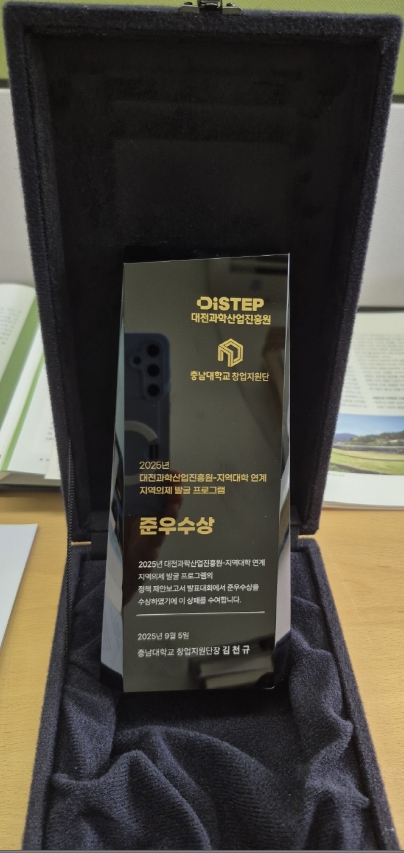 DiSTEP
대전과학산업진흥원
충남대학교 창업지원단
2025년
대전과학산업진흥원-지역대학 연계
지역의제 발굴 프로그램
준우수상
2025년 대전과학산업진흥원-지역대학 연계
지역의제 발굴 프로그램의
정책 제안보고서 발표대회에서 준우수상을
수상하였기에 이 상패를 수여합니다.
2025년 9월 5일
충남대학교 창업지원단장 김천규